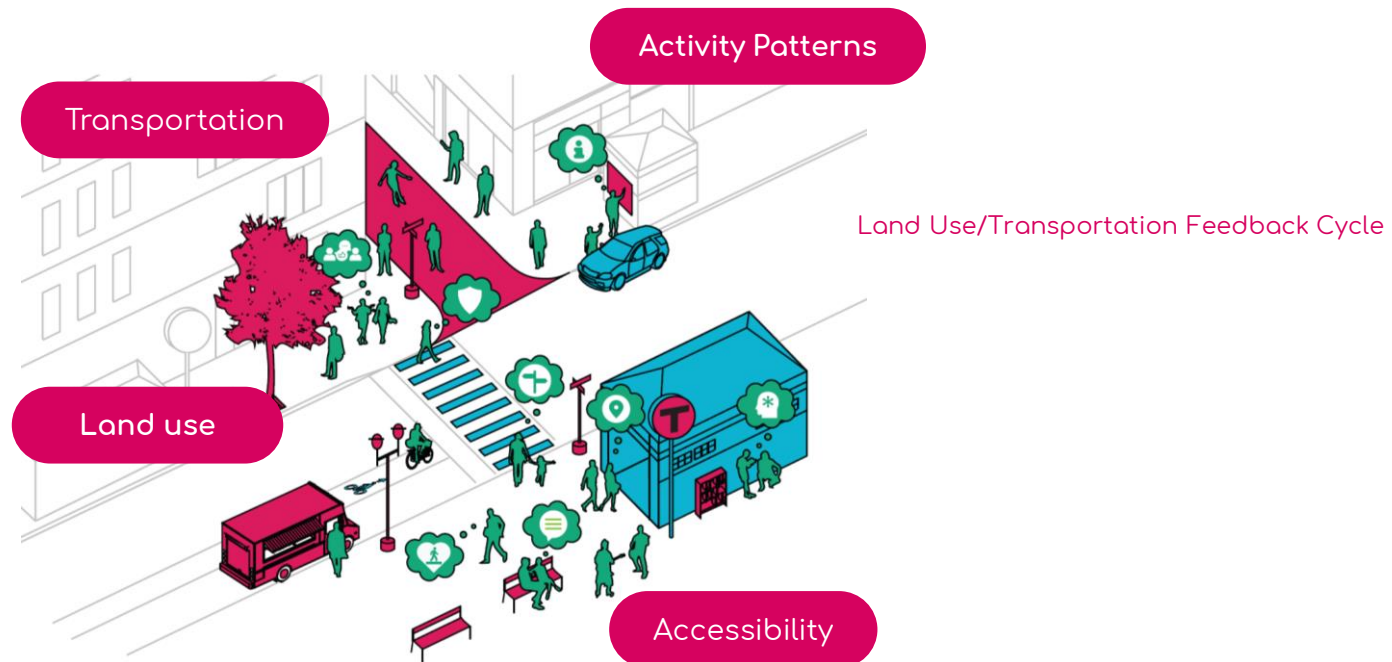 Activity Patterns
Transportation
Land Use/Transportation Feedback Cycle
Land use
T
Accessibility